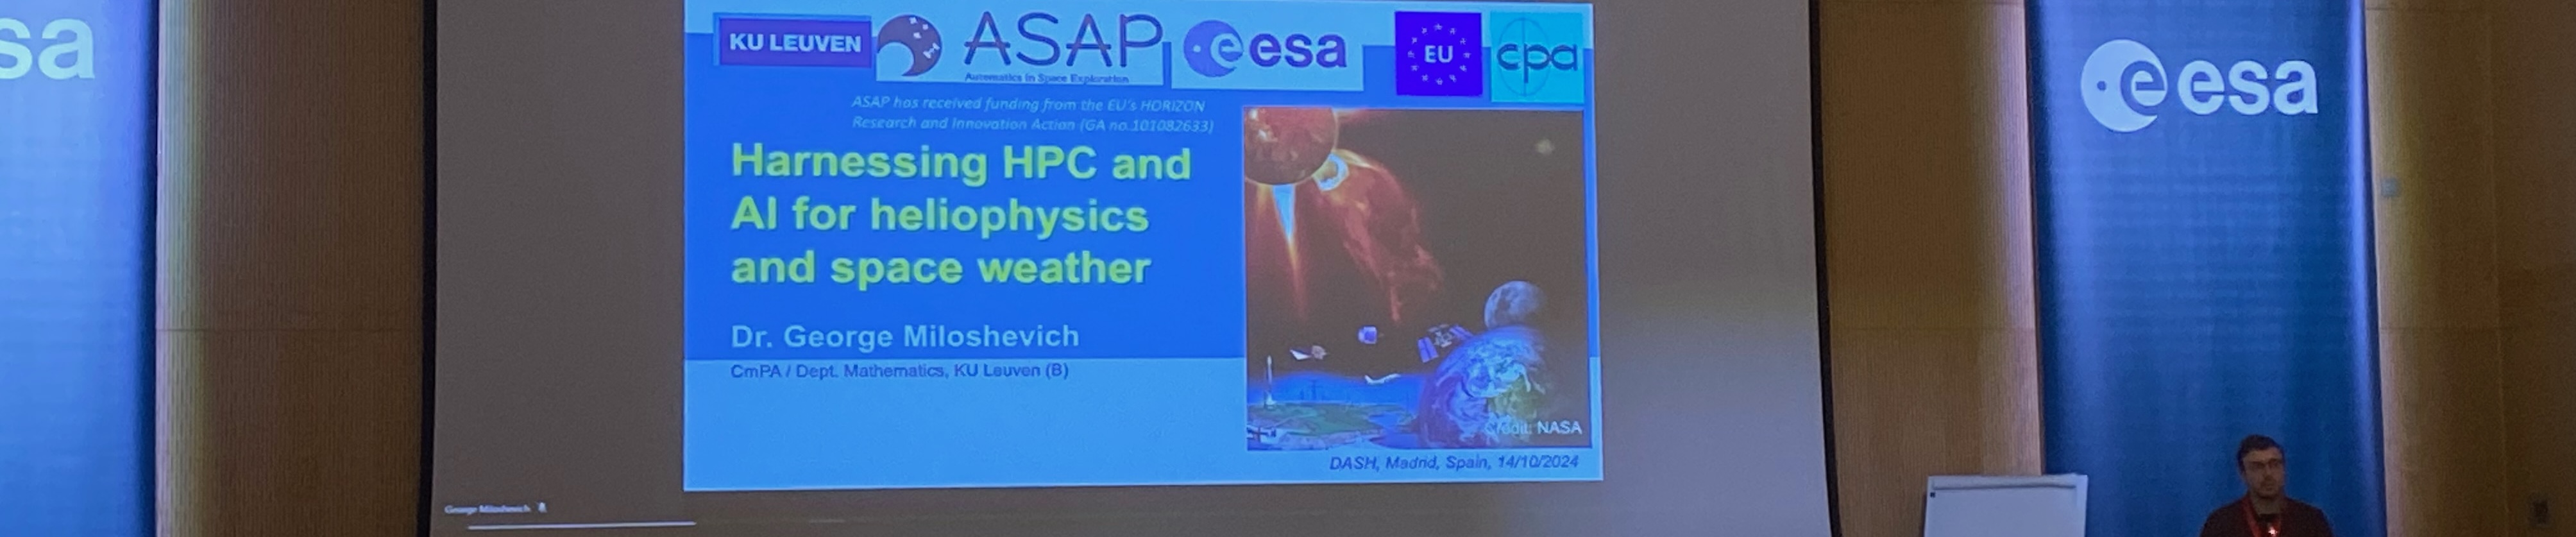 sa
KU LEUVEN
ASAP
Automatics in Space Exploration
esa
EU
cpa
ASAP has received funding from the EU's HORIZON
Research and Innovation Action (GA no.101082633)
Harnessing HPC and
AI for heliophysics
and space weather
Dr. George Miloshevich
CmPA / Dept. Mathematics, KU Leuven (B)
Credit: NASA
DASH, Madrid, Spain, 14/10/2024
George Miloshevich
esa